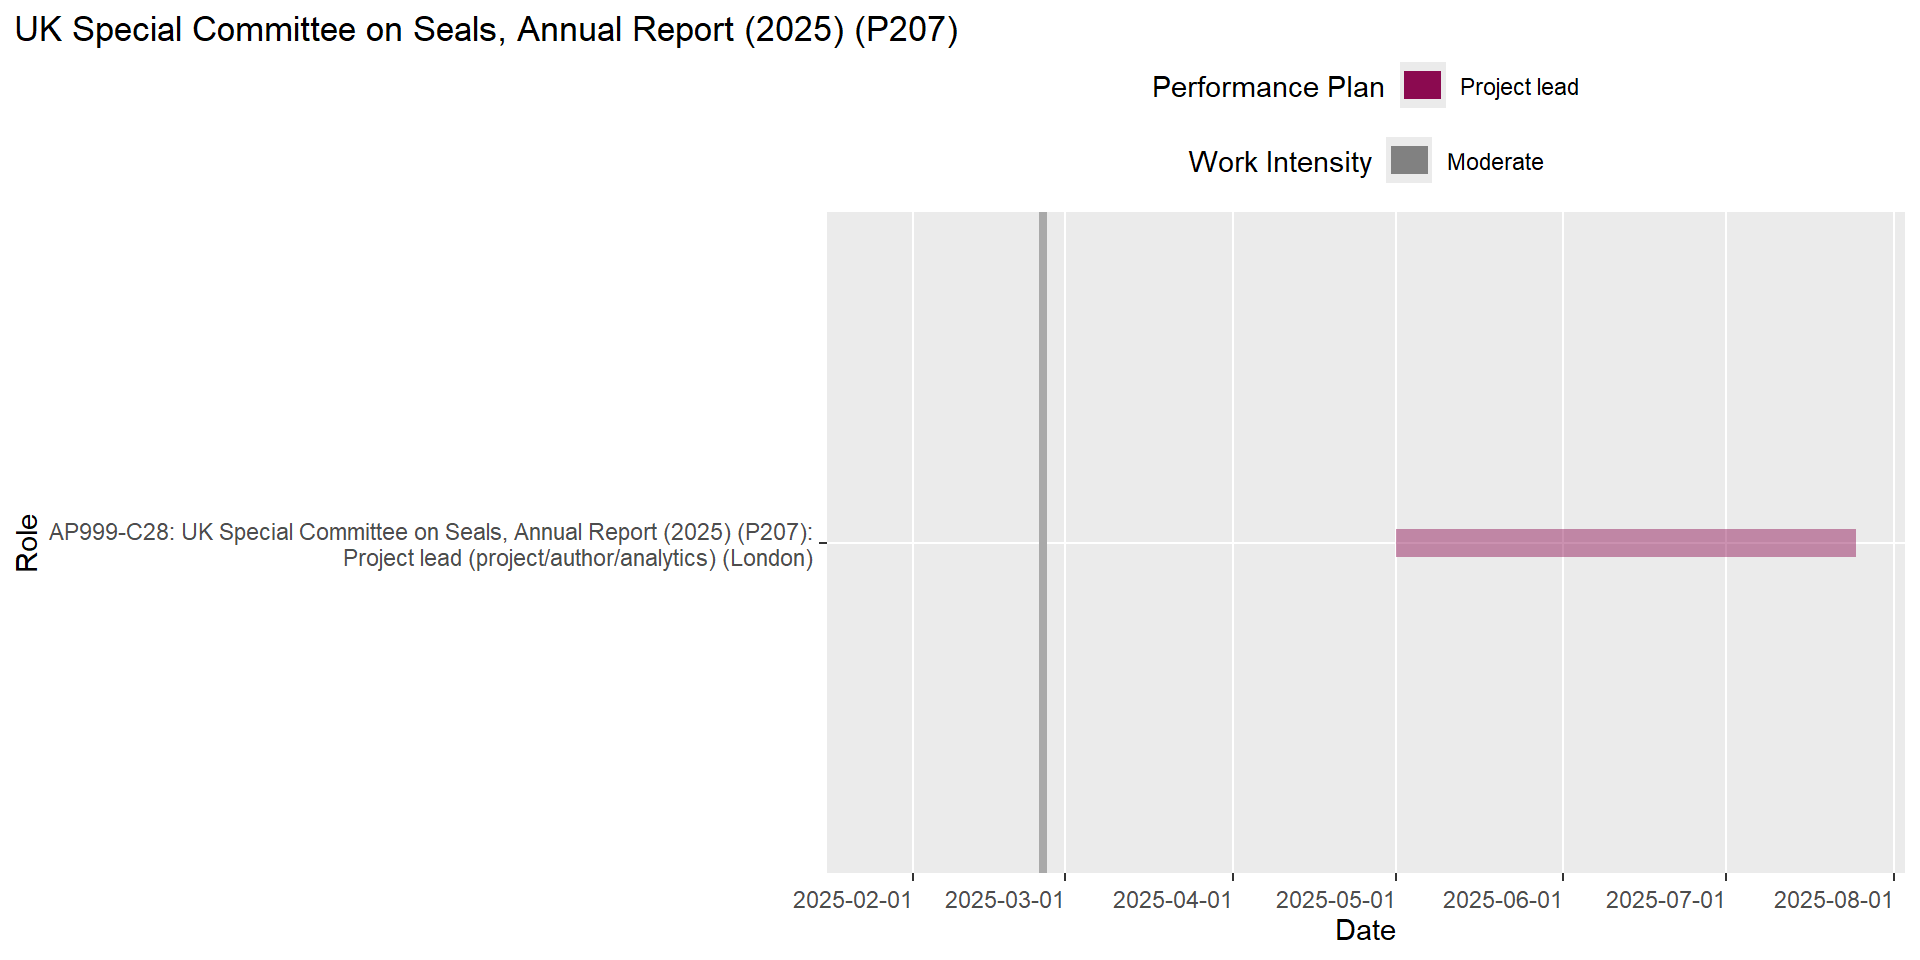 UK Special Committee on Seals, Annual Report (2025) (P207)
Performance Plan Project lead
Work Intensity Moderate
Role
AP999-C28: UK Special Committee on Seals, Annual Report (2025) (P207):
Project lead (project/author/analytics) (London)
2025-02-01 2025-03-01 2025-04-01 2025-05-01 2025-06-01 2025-07-01 2025-08-01
Date